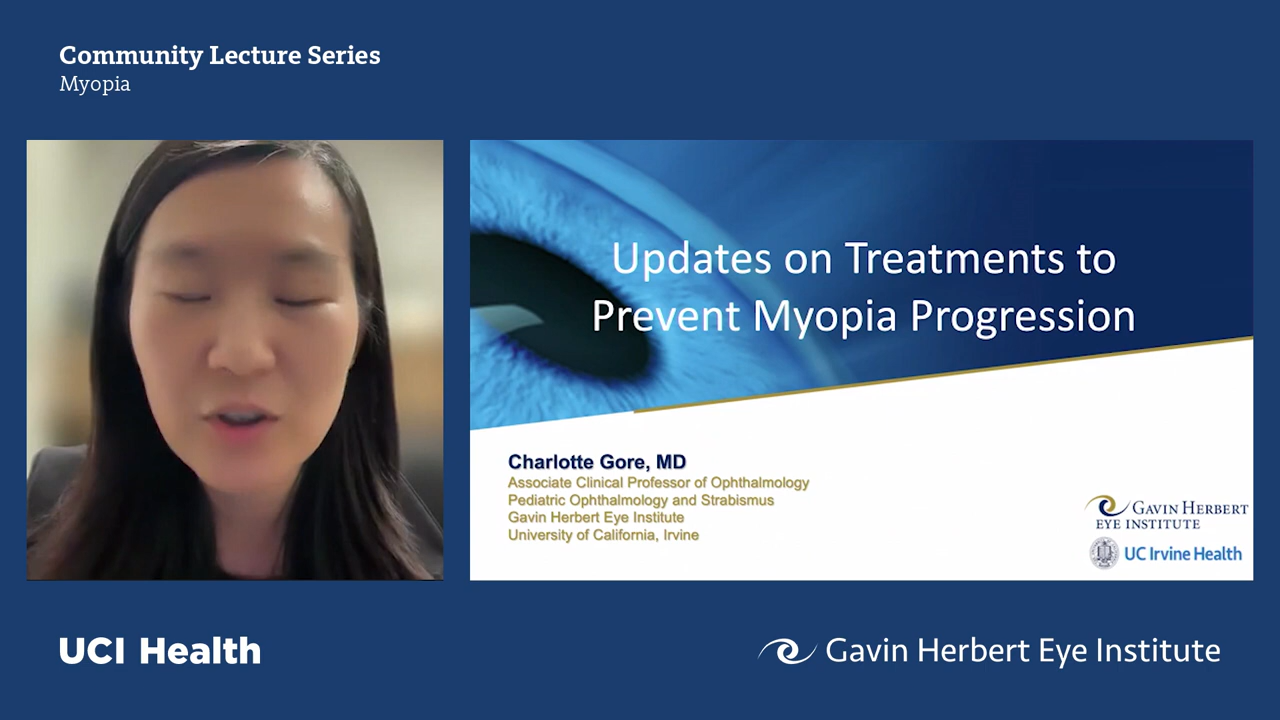 Community Lecture Series
Myopia
Updates on Treatments to
Prevent Myopia Progression
Charlotte Gore, MD
Associate Clinical Professor of Ophthalmology
Pediatric Ophthalmology and Strabismus
Gavin Herbert Eye Institute
University of California, Irvine
GAVIN HERBERT
EYE INSTITUTE
UC Irvine Health
UCI Health
Gavin Herbert Eye Institute